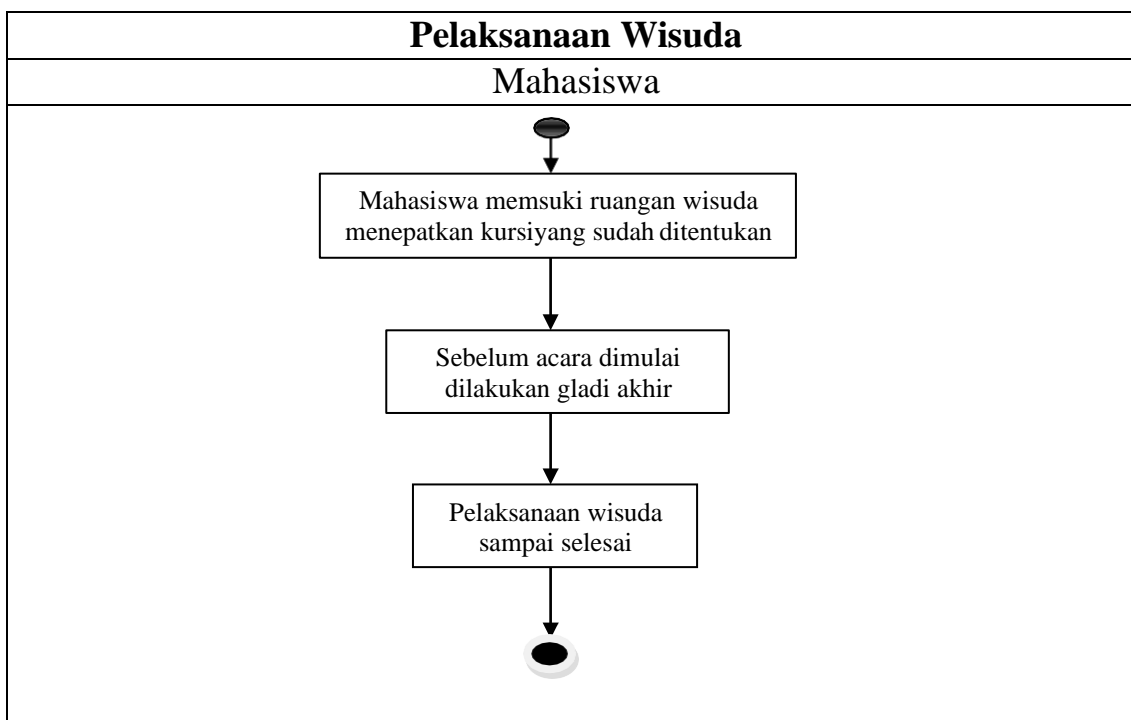 Pelaksanaan Wisuda
Mahasiswa
Mahasiswa memsuki ruangan wisuda
menepatkan kursiyang sudah ditentukan
Sebelum acara dimulai
dilakukan gladi akhir
Pelaksanaan wisuda
sampai selesai